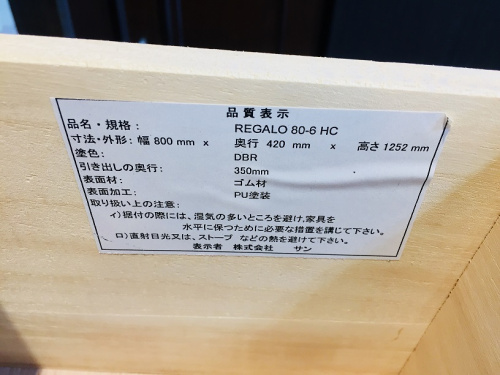 品質表示
品名・規格： REGALO 80-6 HC
寸法・外形：幅 800 mm x 奥行 420 mm x 高さ 1252 mm
塗色： DBR
引き出しの奥行： 350mm
表面材： ゴム材
表面加工： PU塗装
取り扱い上の注意：
イ）据付の際には、湿気の多いところを避け、家具を
水平に保つために必要な措置を講じて下さい。
ロ）直射日光又は、ストーブ などの熱を避けて下さい。
表示者 株式会社 サン